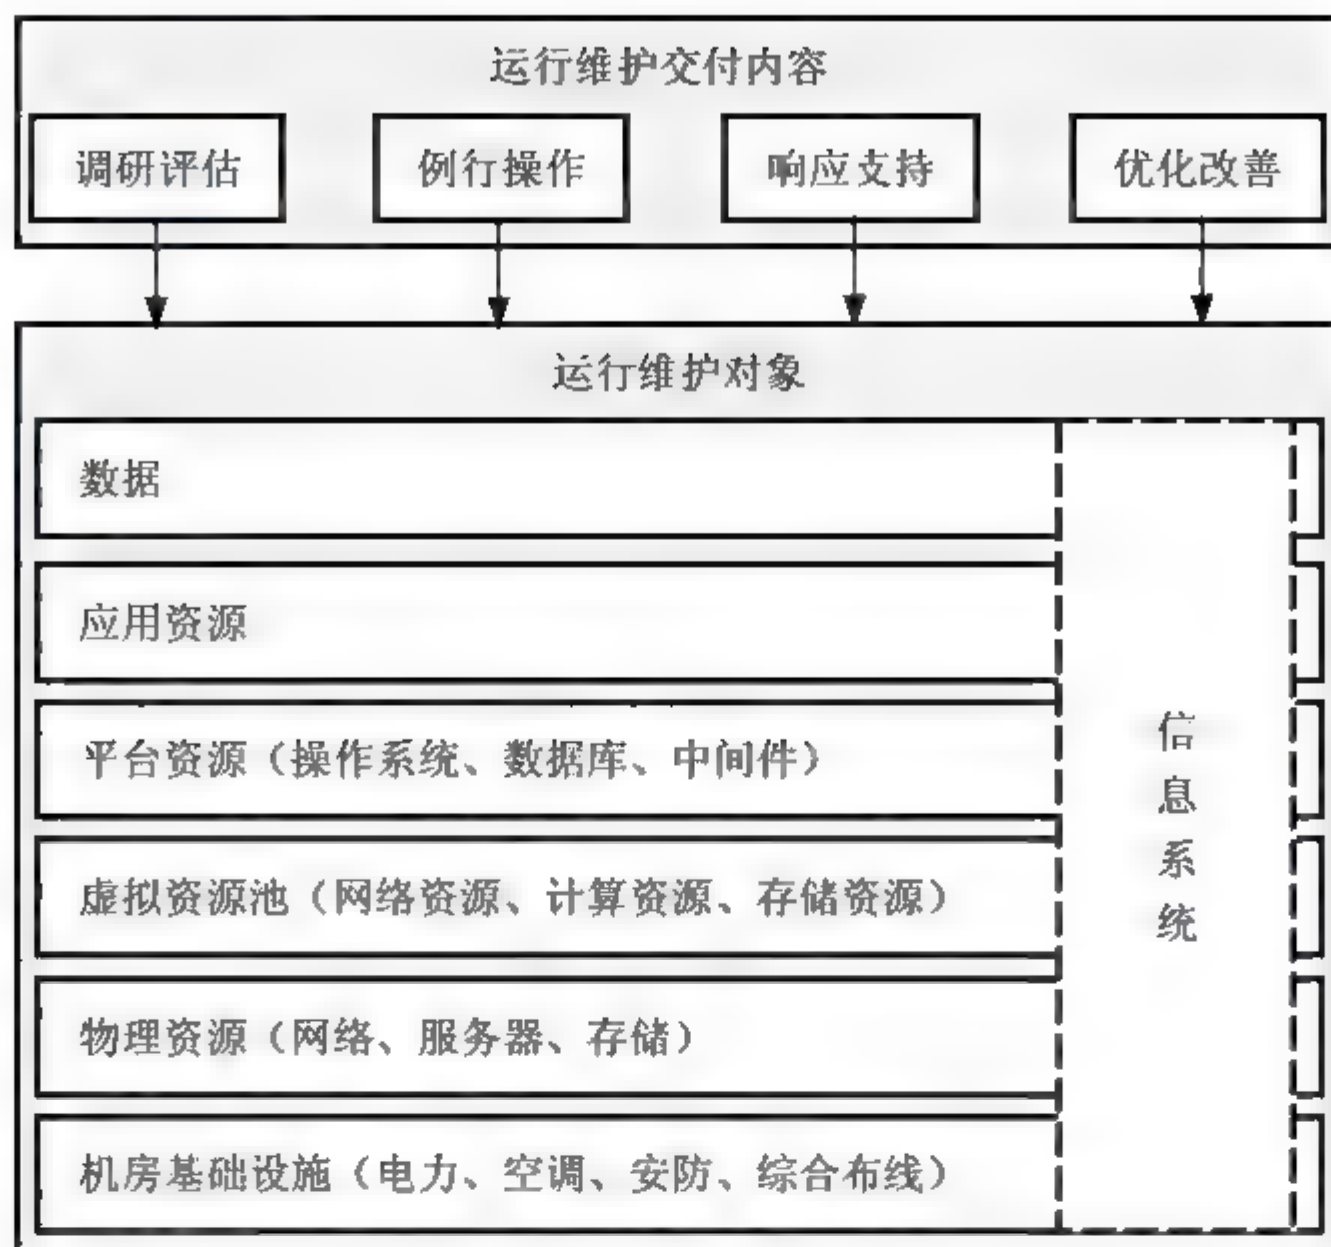 运行维护交付内容
调研评估
例行操作
响应支持
优化改善
运行维护对象
数据
应用资源
平台资源（操作系统、数据库、中间件）
虚拟资源池（网络资源、计算资源、存储资源）
物理资源（网络、服务器、存储）
机房基础设施（电力、空调、安防、综合布线）
信
息
系
统